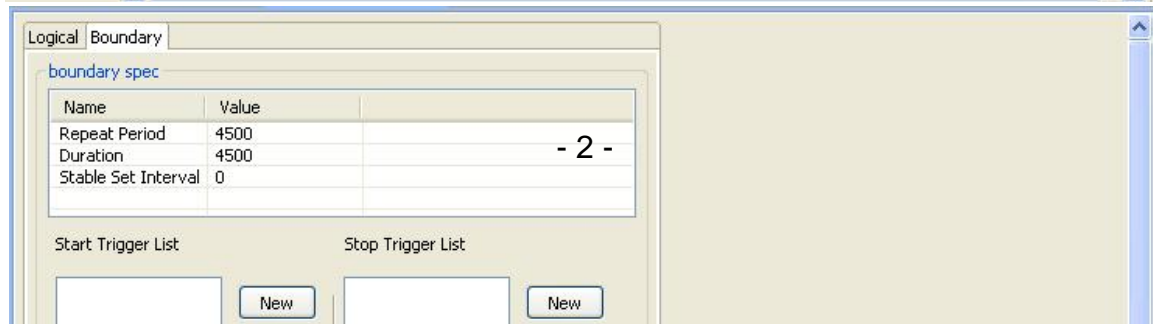 Logical Boundary
boundary spec
Name Value
Repeat Period 4500
- 2 -
Duration 4500
Stable Set Interval 0
Start Trigger List Stop Trigger List
New New